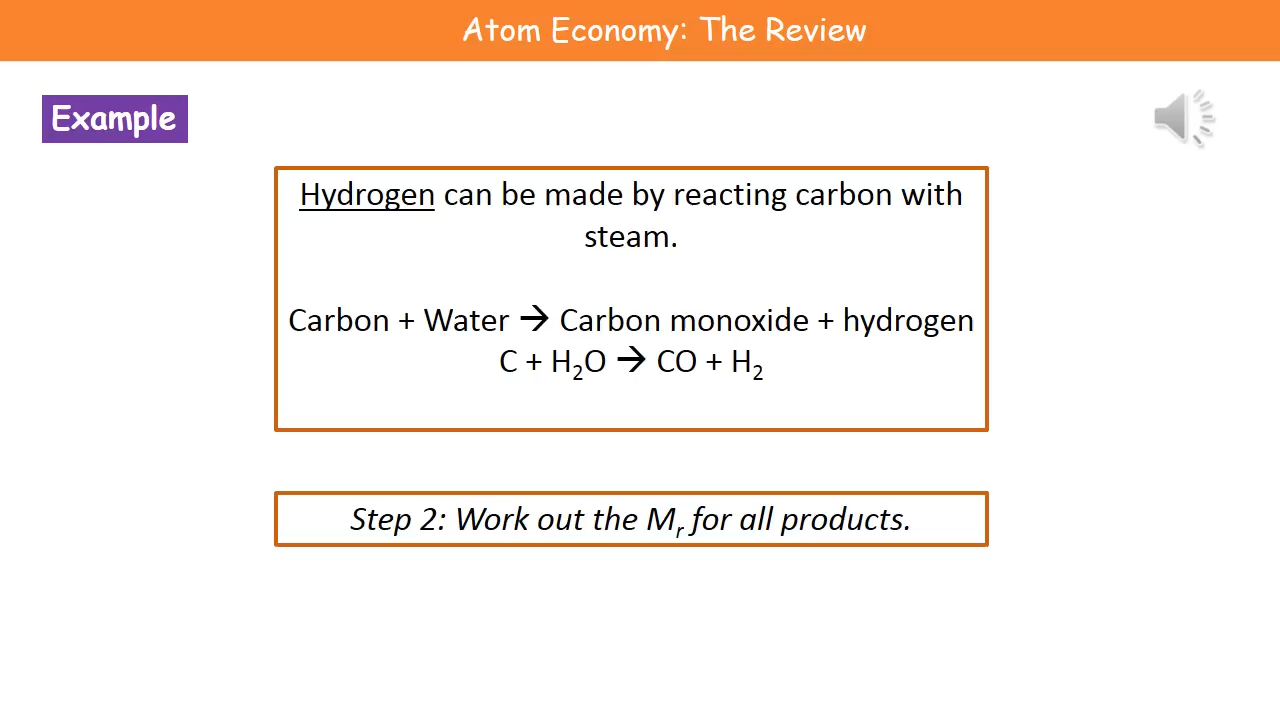 Atom Economy: The Review
Example
Hydrogen can be made by reacting carbon with
steam.
Carbon + Water → Carbon monoxide + hydrogen
C + H₂O → CO + H₂
Step 2: Work out the Mᵣ for all products.